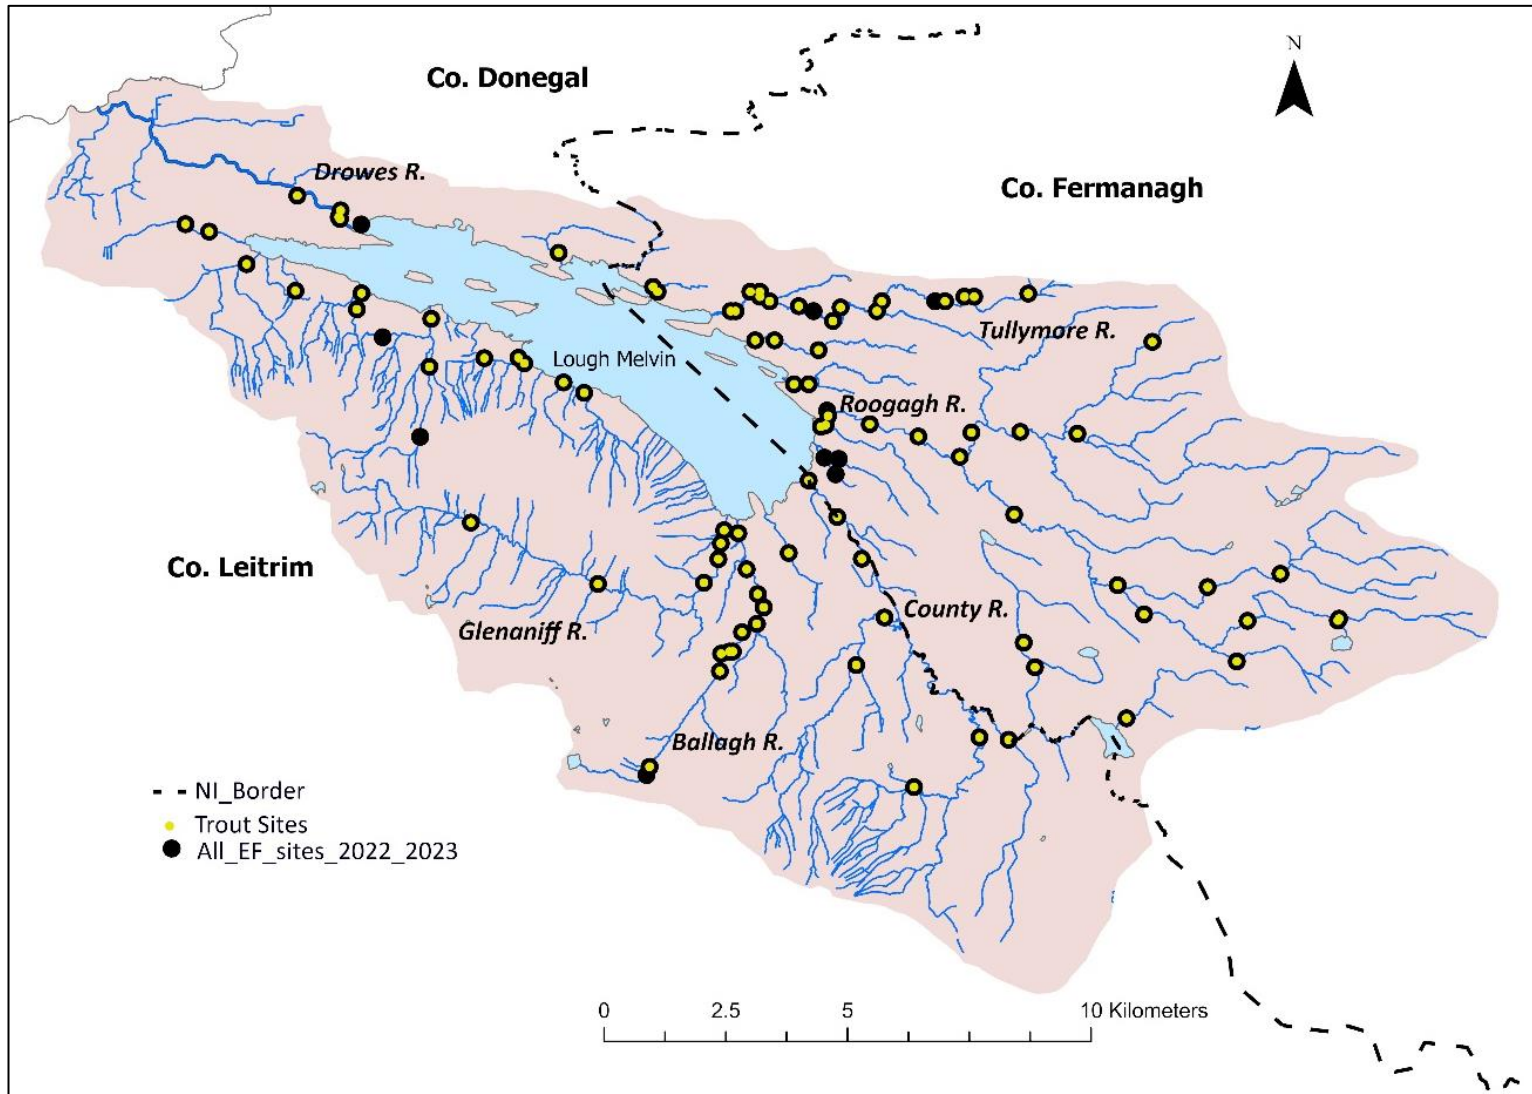 Co. Donegal
N
Drowes R.
Co. Fermanagh
Tullymore R.
Lough Melvin
Roogagh R.
Co. Leitrim
County R.
Glenaniff R.
Ballagh R.
NI_Border
Trout Sites
All_EF_sites_2022_2023
0 2.5 5 10 Kilometers